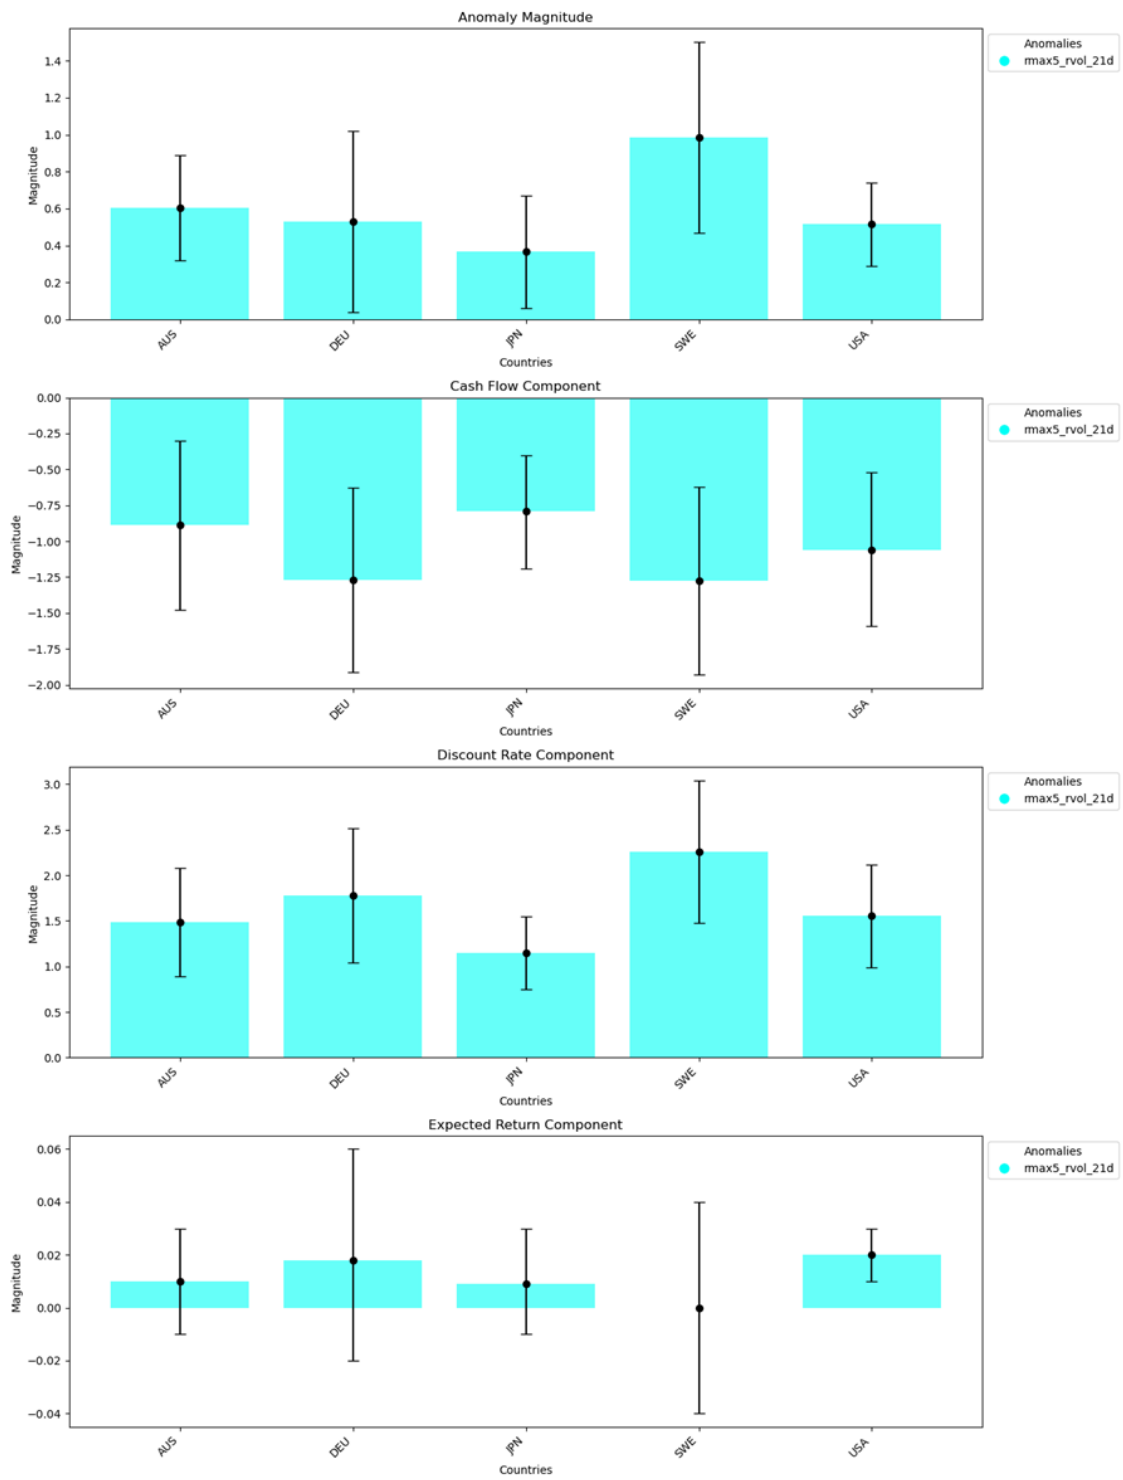 Anomaly Magnitude
Magnitude
1.4
1.2
1.0
0.8
0.6
0.4
0.2
0.0
AUS
DEU
JPN
SWE
USA
Countries
Anomalies
rmax5_rvol_21d
Cash Flow Component
Magnitude
0.00
−0.25
−0.50
−0.75
−1.00
−1.25
−1.50
−1.75
−2.00
AUS
DEU
JPN
SWE
USA
Countries
Anomalies
rmax5_rvol_21d
Discount Rate Component
Magnitude
3.0
2.5
2.0
1.5
1.0
0.5
0.0
AUS
DEU
JPN
SWE
USA
Countries
Anomalies
rmax5_rvol_21d
Expected Return Component
Magnitude
0.06
0.04
0.02
0.00
−0.02
−0.04
AUS
DEU
JPN
SWE
USA
Countries
Anomalies
rmax5_rvol_21d